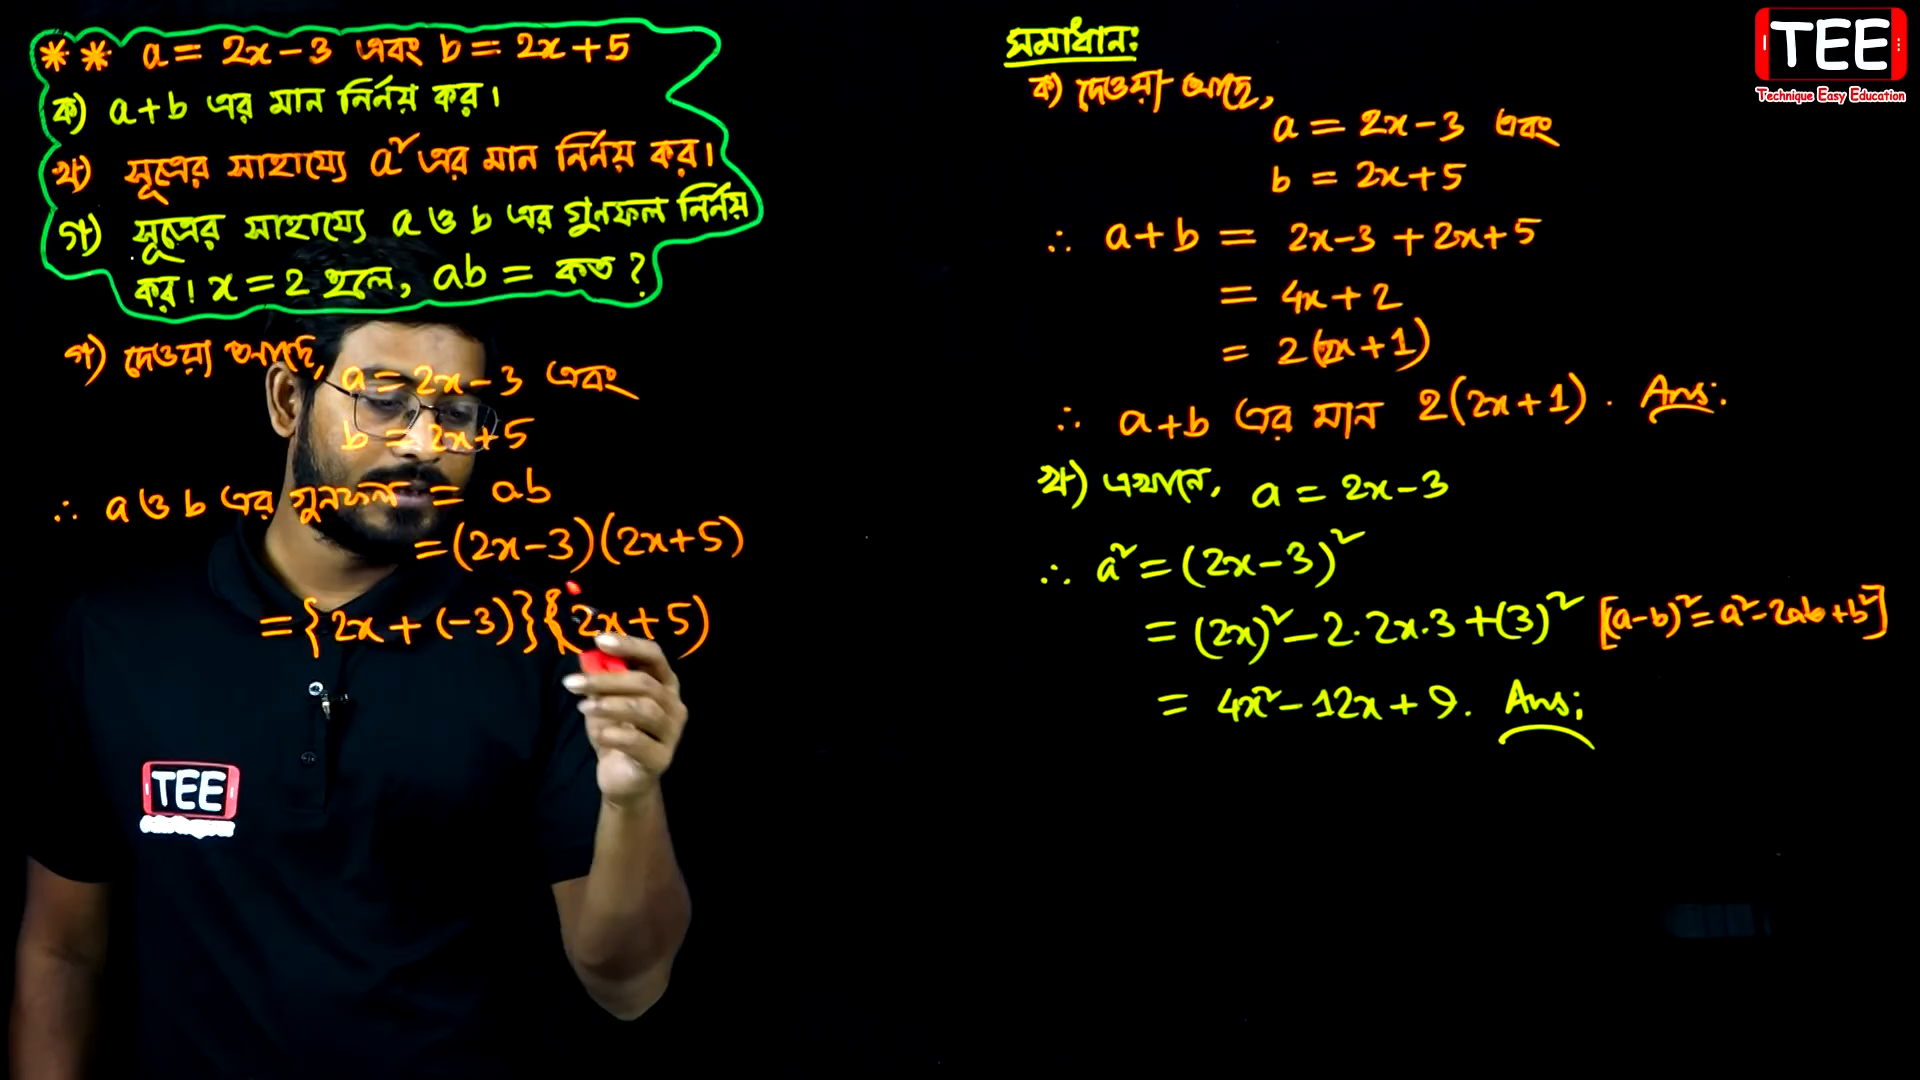 ** a = 2x - 3 এবং b = 2x + 5
ক) a + b এর মান নির্নয় কর।
খ) সূত্রের সাহায্যে a² এর মান নির্নয় কর।
গ) সূত্রের সাহায্যে a ও b এর গুণফল নির্নয়
কর। x = 2 হলে, ab = কত?
গ) দেওয়া আছে,
a = 2x - 3 এবং
b = 2x + 5
∴ a ও b এর গুনফল = ab
= (2x - 3)(2x + 5)
= {2x + (-3)}{2x + 5)
TEE
সমাধান:
ক) দেওয়া আছে,
a = 2x - 3 এবং
b = 2x + 5
∴ a + b = 2x - 3 + 2x + 5
= 4x + 2
= 2(2x + 1)
∴ a + b এর মান 2(2x + 1). Ans:
খ) এখানে, a = 2x - 3
∴ a² = (2x - 3)²
= (2x)² - 2.2x.3 + (3)² [(a-b)² = a² - 2ab + b²]
= 4x² - 12x + 9. Ans;
TEE
Technique Easy Education